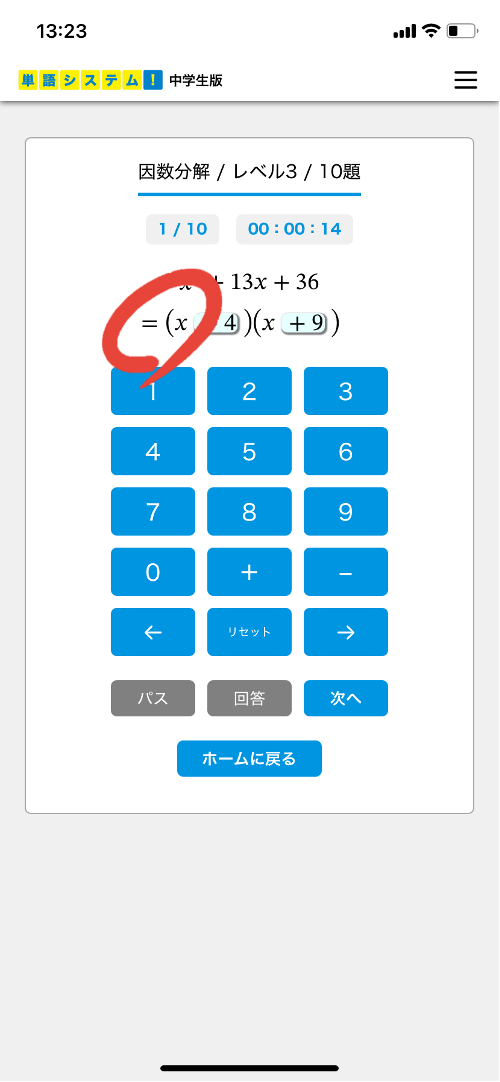 13:23
単語システム！ 中学生版
因数分解 / レベル3 / 10題
1 / 10 00：00：14
x + 13x + 36
= (x + 4)(x + 9)
1 2 3
4 5 6
7 8 9
0 + −
← リセット →
パス 回答 次へ
ホームに戻る